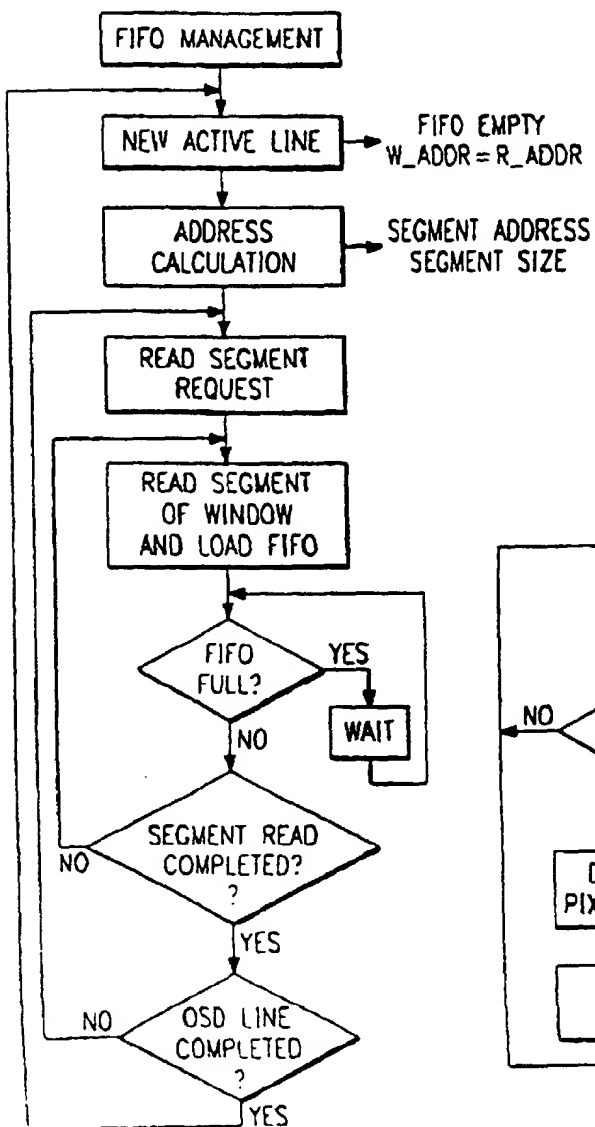 FIFO MANAGEMENT
NEW ACTIVE LINE
FIFO EMPTY
W_ADDR = R_ADDR
ADDRESS
CALCULATION
SEGMENT ADDRESS
SEGMENT SIZE
READ SEGMENT
REQUEST
READ SEGMENT
OF WINDOW
AND LOAD FIFO
FIFO
FULL?
YES
WAIT
NO
SEGMENT READ
COMPLETED?
?
NO
YES
OSD LINE
COMPLETED
?
NO
YES
NO
D
PIX